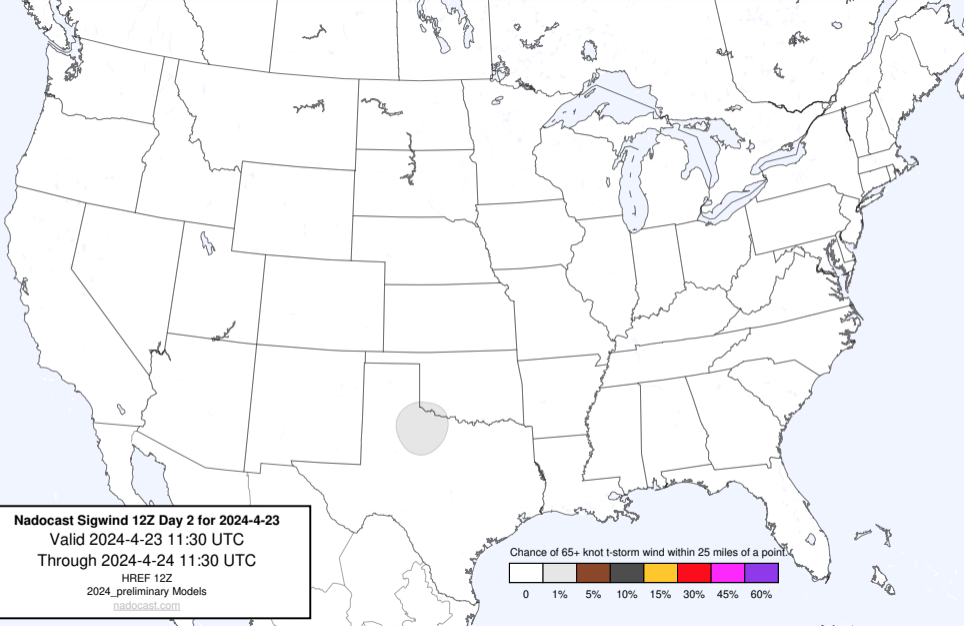 Nadocast Sigwind 12Z Day 2 for 2024-4-23
Valid 2024-4-23 11:30 UTC
Through 2024-4-24 11:30 UTC
HREF 12Z
2024_preliminary Models
nadocast.com
Chance of 65+ knot t-storm wind within 25 miles of a point.
0 1% 5% 10% 15% 30% 45% 60%